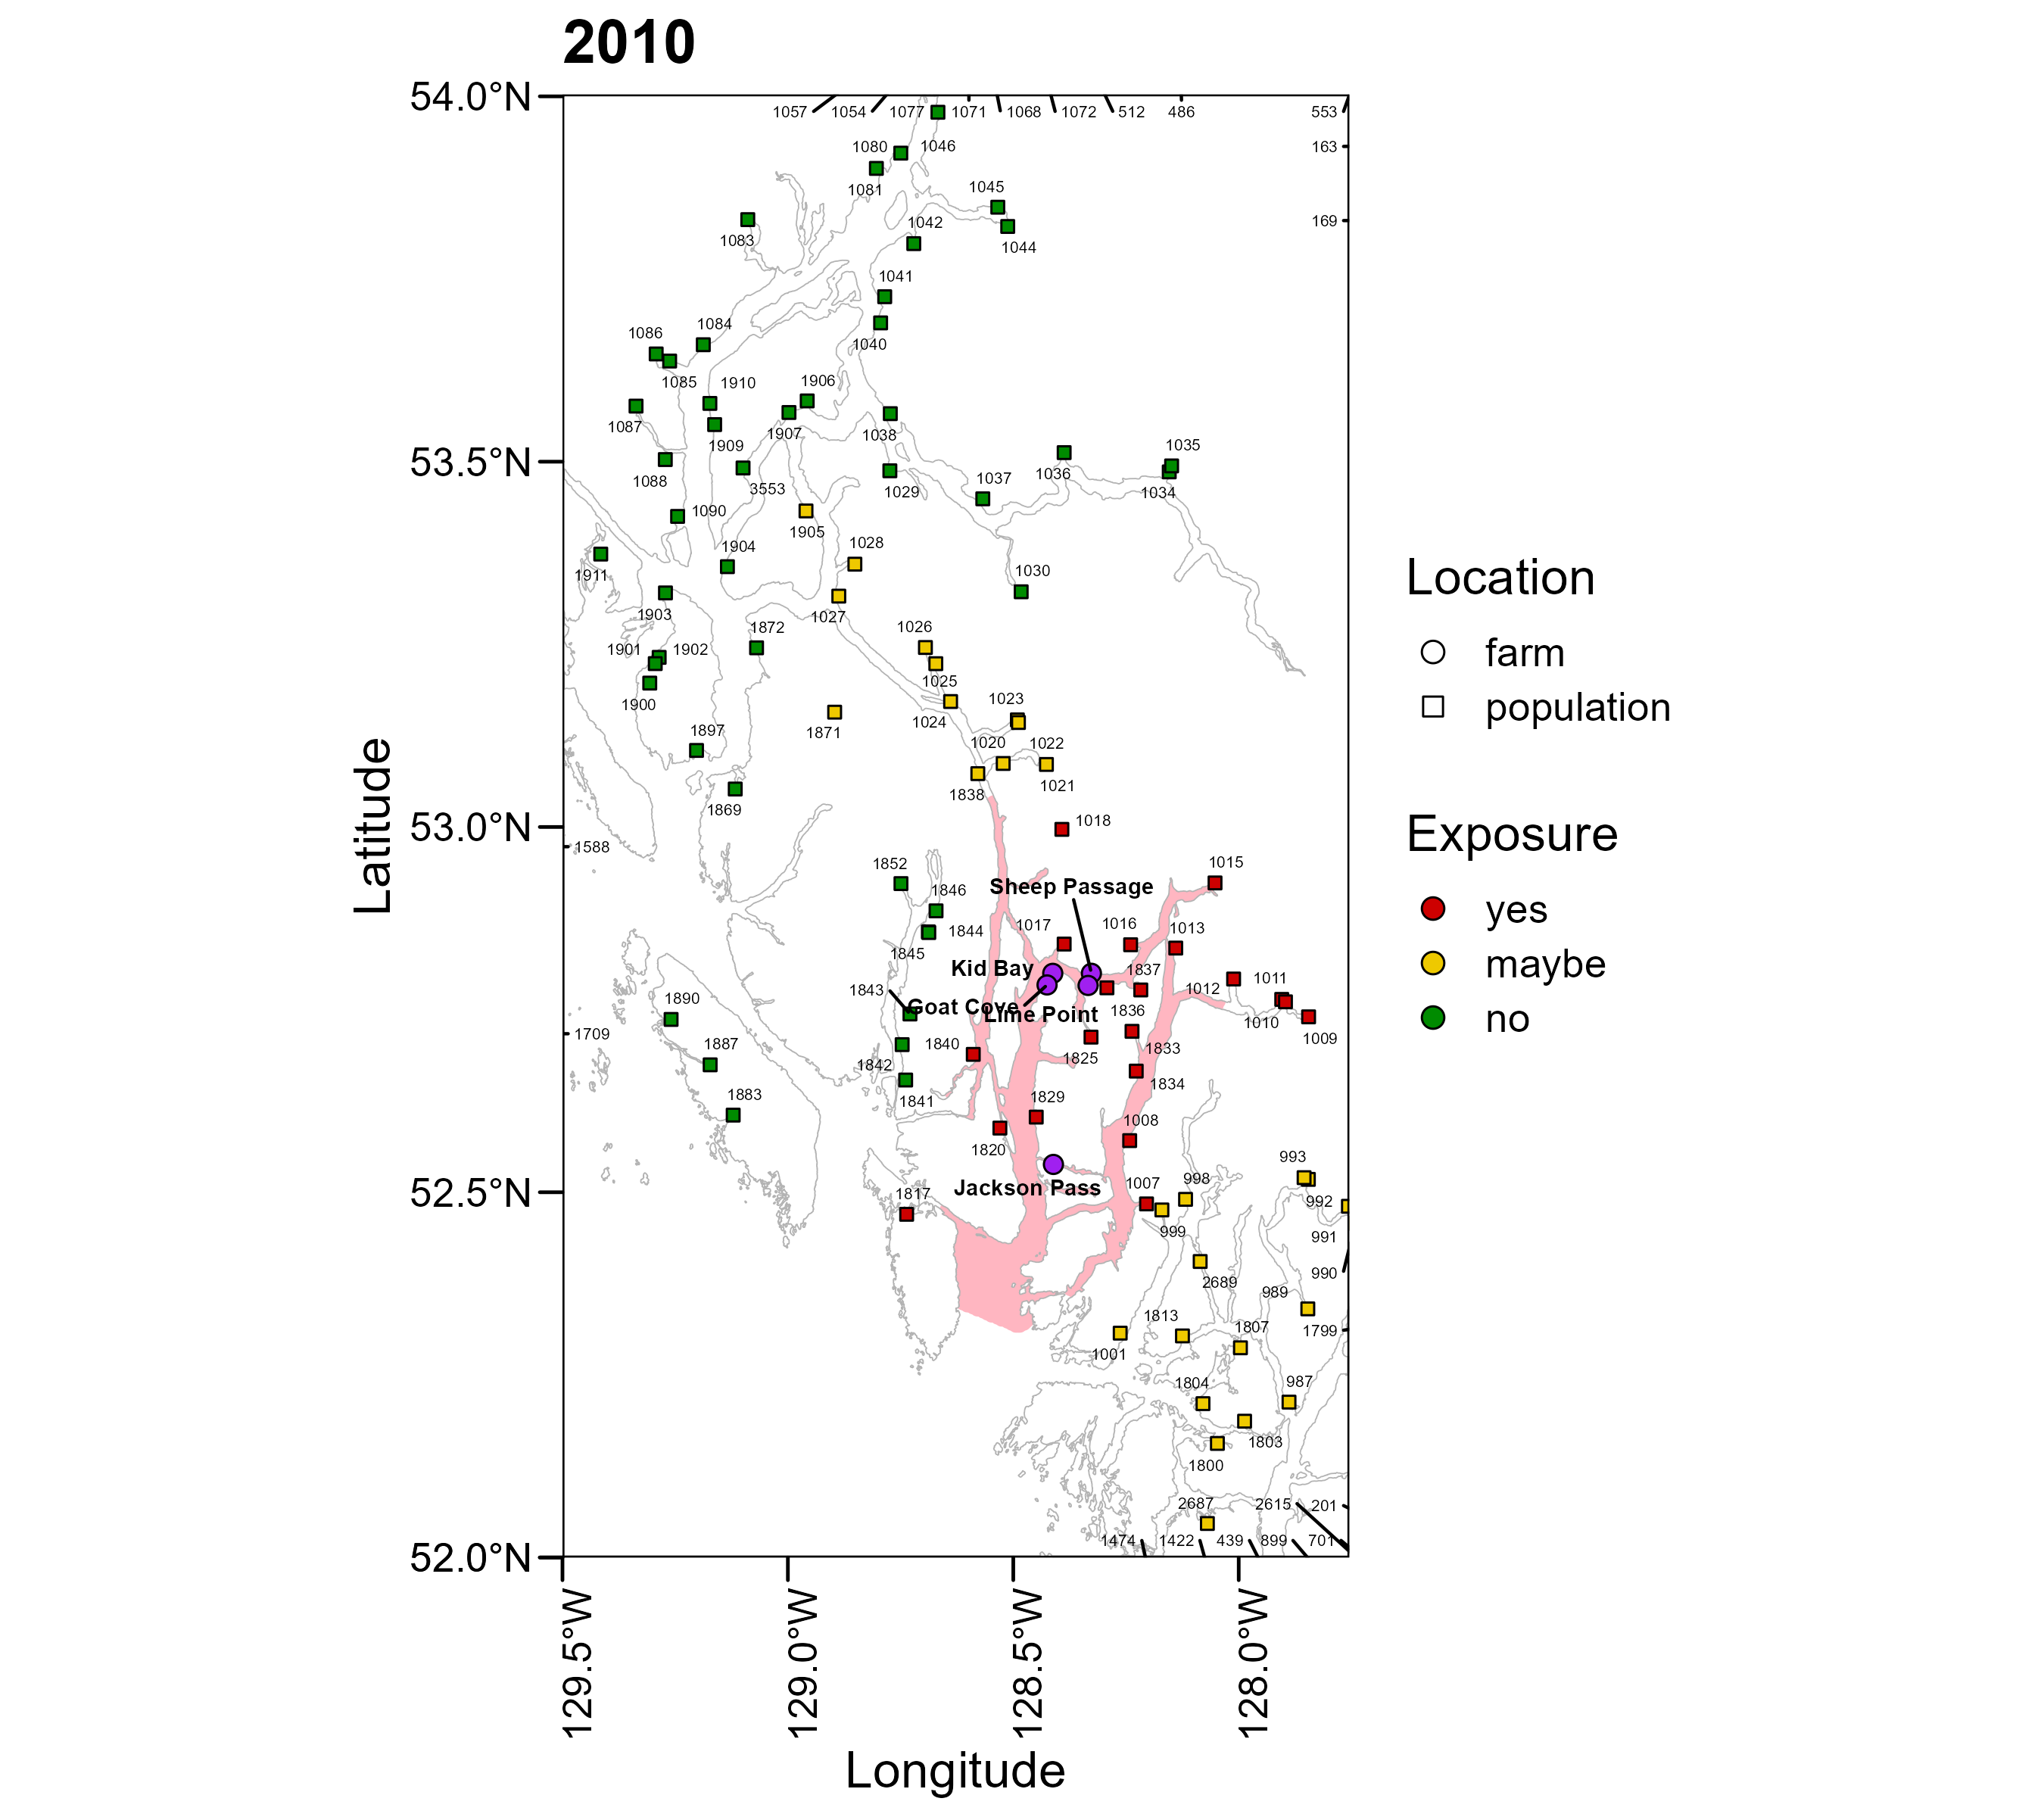 2010
54.0°N
53.5°N
53.0°N
52.5°N
52.0°N
Latitude
1057 1054 1077 1071 1068 1072 512 486 553
1080 1046 163
1081 1045 169
1083 1042 1044
1041
1086 1084 1040
1085 1910 1906
1087 1909 1907 1038 1035
1088 3553 1029 1037 1036 1034
1090 1905
1904 1028
1911 1030
1903 1027
1872 1026
1901 1902
1900 1025 1023
1897 1871 1024
1020 1022
1869 1838 1021
1018
1588
1852 1015
Sheep Passage
1846
1017 1016 1013
1845 1844
Kid Bay 1837 1011
1843 1012
1890 Goat Cove Lime Point 1836 1010
1709 1009
1887 1840 1833
1842 1825
1834
1883 1841 1829
1008
1820 993
Jackson Pass 1007 998
1817 992
999 991
990
2689 989
1813 1807 1799
1001
1804 987
1803
1800
2687 2615 201
1474 1422 439 899 701
129.5°W
129.0°W
128.5°W
128.0°W
Longitude
Location
farm
population
Exposure
yes
maybe
no